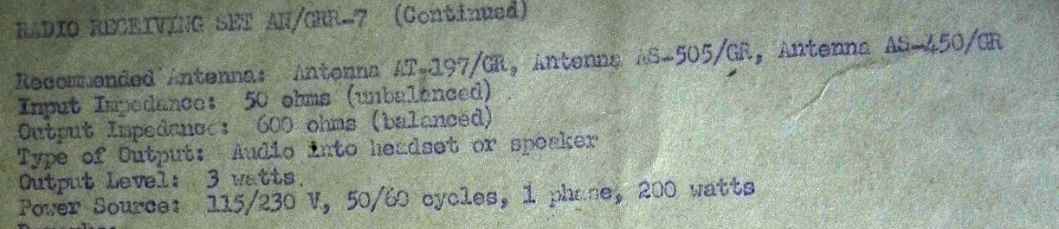 RADIO RECEIVING SET AN/GRR-7 (Continued)
Recommended Antenna: Antenna AT-197/GR, Antenna AS-505/GR, Antenna AS-450/GR
Input Impedance: 50 ohms (unbalanced)
Output Impedance: 600 ohms (balanced)
Type of Output: Audio into headset or speaker
Output Level: 3 watts.
Power Source: 115/230 V, 50/60 cycles, 1 phase, 200 watts